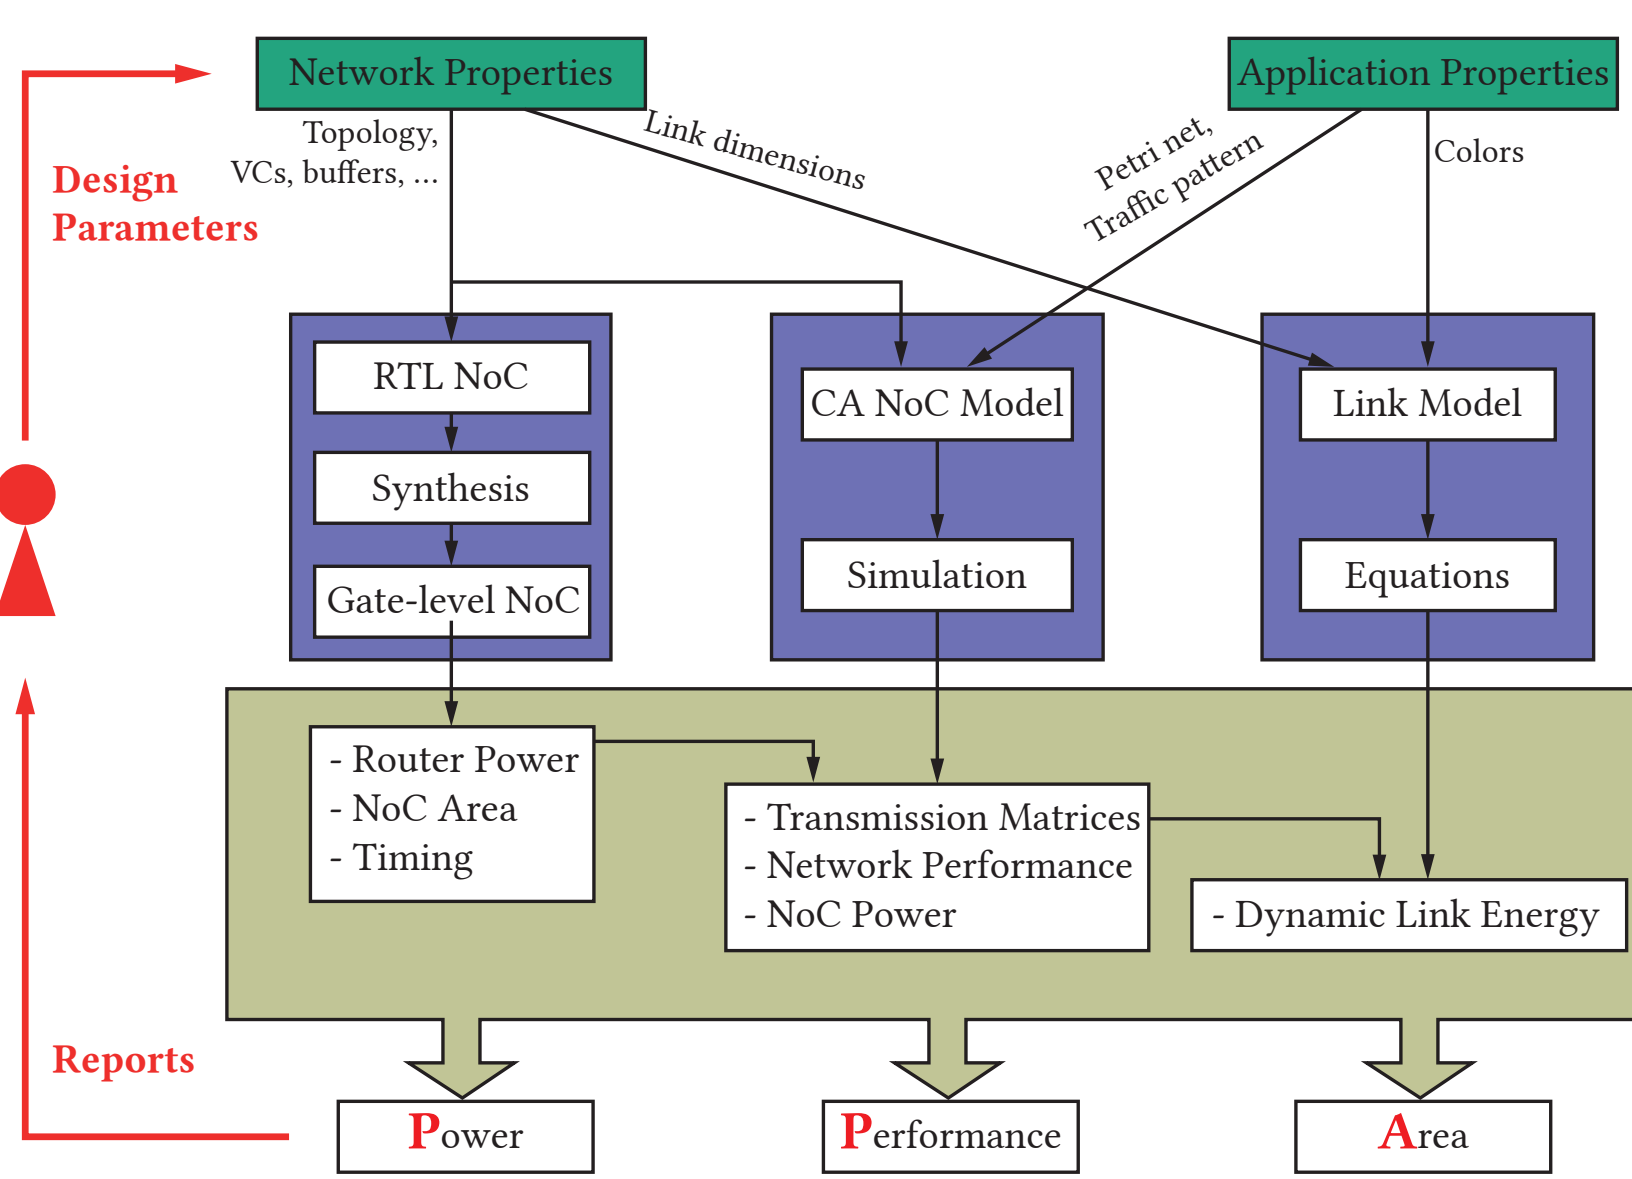 Network Properties
Application Properties
Topology,
VCs, buffers, ...
Link dimensions
Petri net,
Traffic pattern
Colors
Design
Parameters
RTL NoC
Synthesis
Gate-level NoC
CA NoC Model
Simulation
Link Model
Equations
- Router Power
- NoC Area
- Timing
- Transmission Matrices
- Network Performance
- NoC Power
- Dynamic Link Energy
Reports
Power
Performance
Area